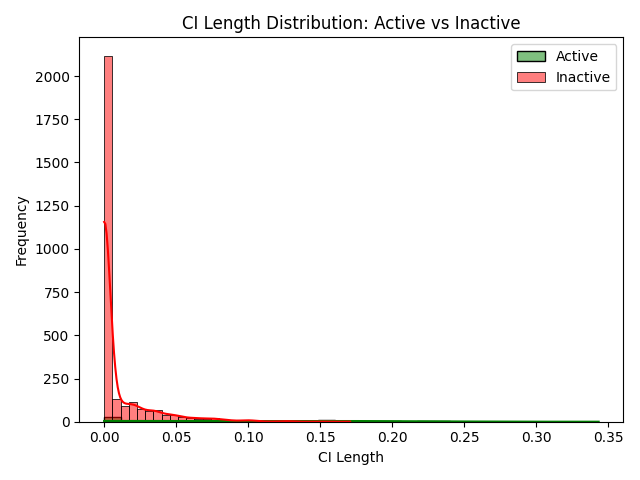 CI Length Distribution: Active vs Inactive
Active
Inactive
Frequency
2000
1750
1500
1250
1000
750
500
250
0
0.00 0.05 0.10 0.15 0.20 0.25 0.30 0.35
CI Length